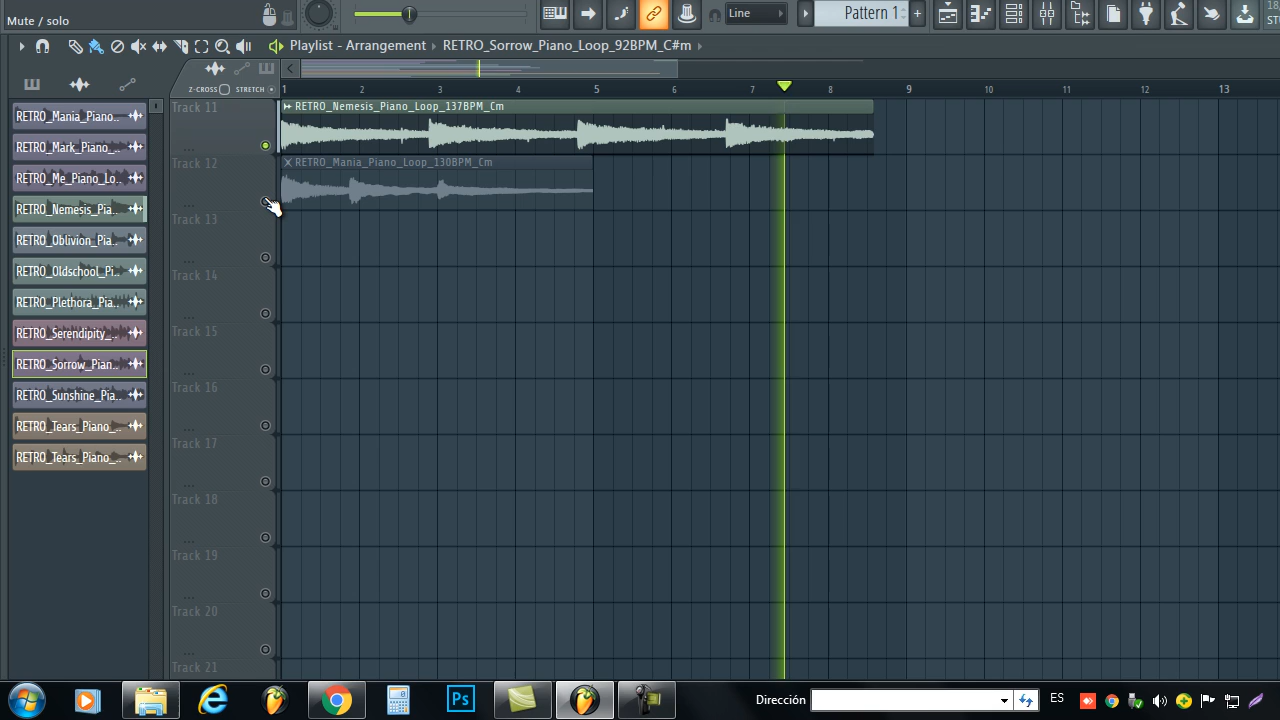 Mute / solo
Line
Pattern 1
Playlist - Arrangement › RETRO_Sorrow_Piano_Loop_92BPM_C#m
Z-CROSS STRETCH
1 2 3 4 5 6 7 8 9 10 11 12 13
RETRO_Mania_Piano..
RETRO_Mark_Piano_..
RETRO_Me_Piano_Lo..
RETRO_Nemesis_Pia..
RETRO_Oblivion_Pia..
RETRO_Oldschool_Pi..
RETRO_Plethora_Pia..
RETRO_Serendipity_..
RETRO_Sorrow_Pian..
RETRO_Sunshine_Pia..
RETRO_Tears_Piano_..
RETRO_Tears_Piano_..
Track 11
RETRO_Nemesis_Piano_Loop_137BPM_Cm
Track 12
RETRO_Mania_Piano_Loop_130BPM_Cm
Track 13
Track 14
Track 15
Track 16
Track 17
Track 18
Track 19
Track 20
Track 21
Ps
Dirección
ES